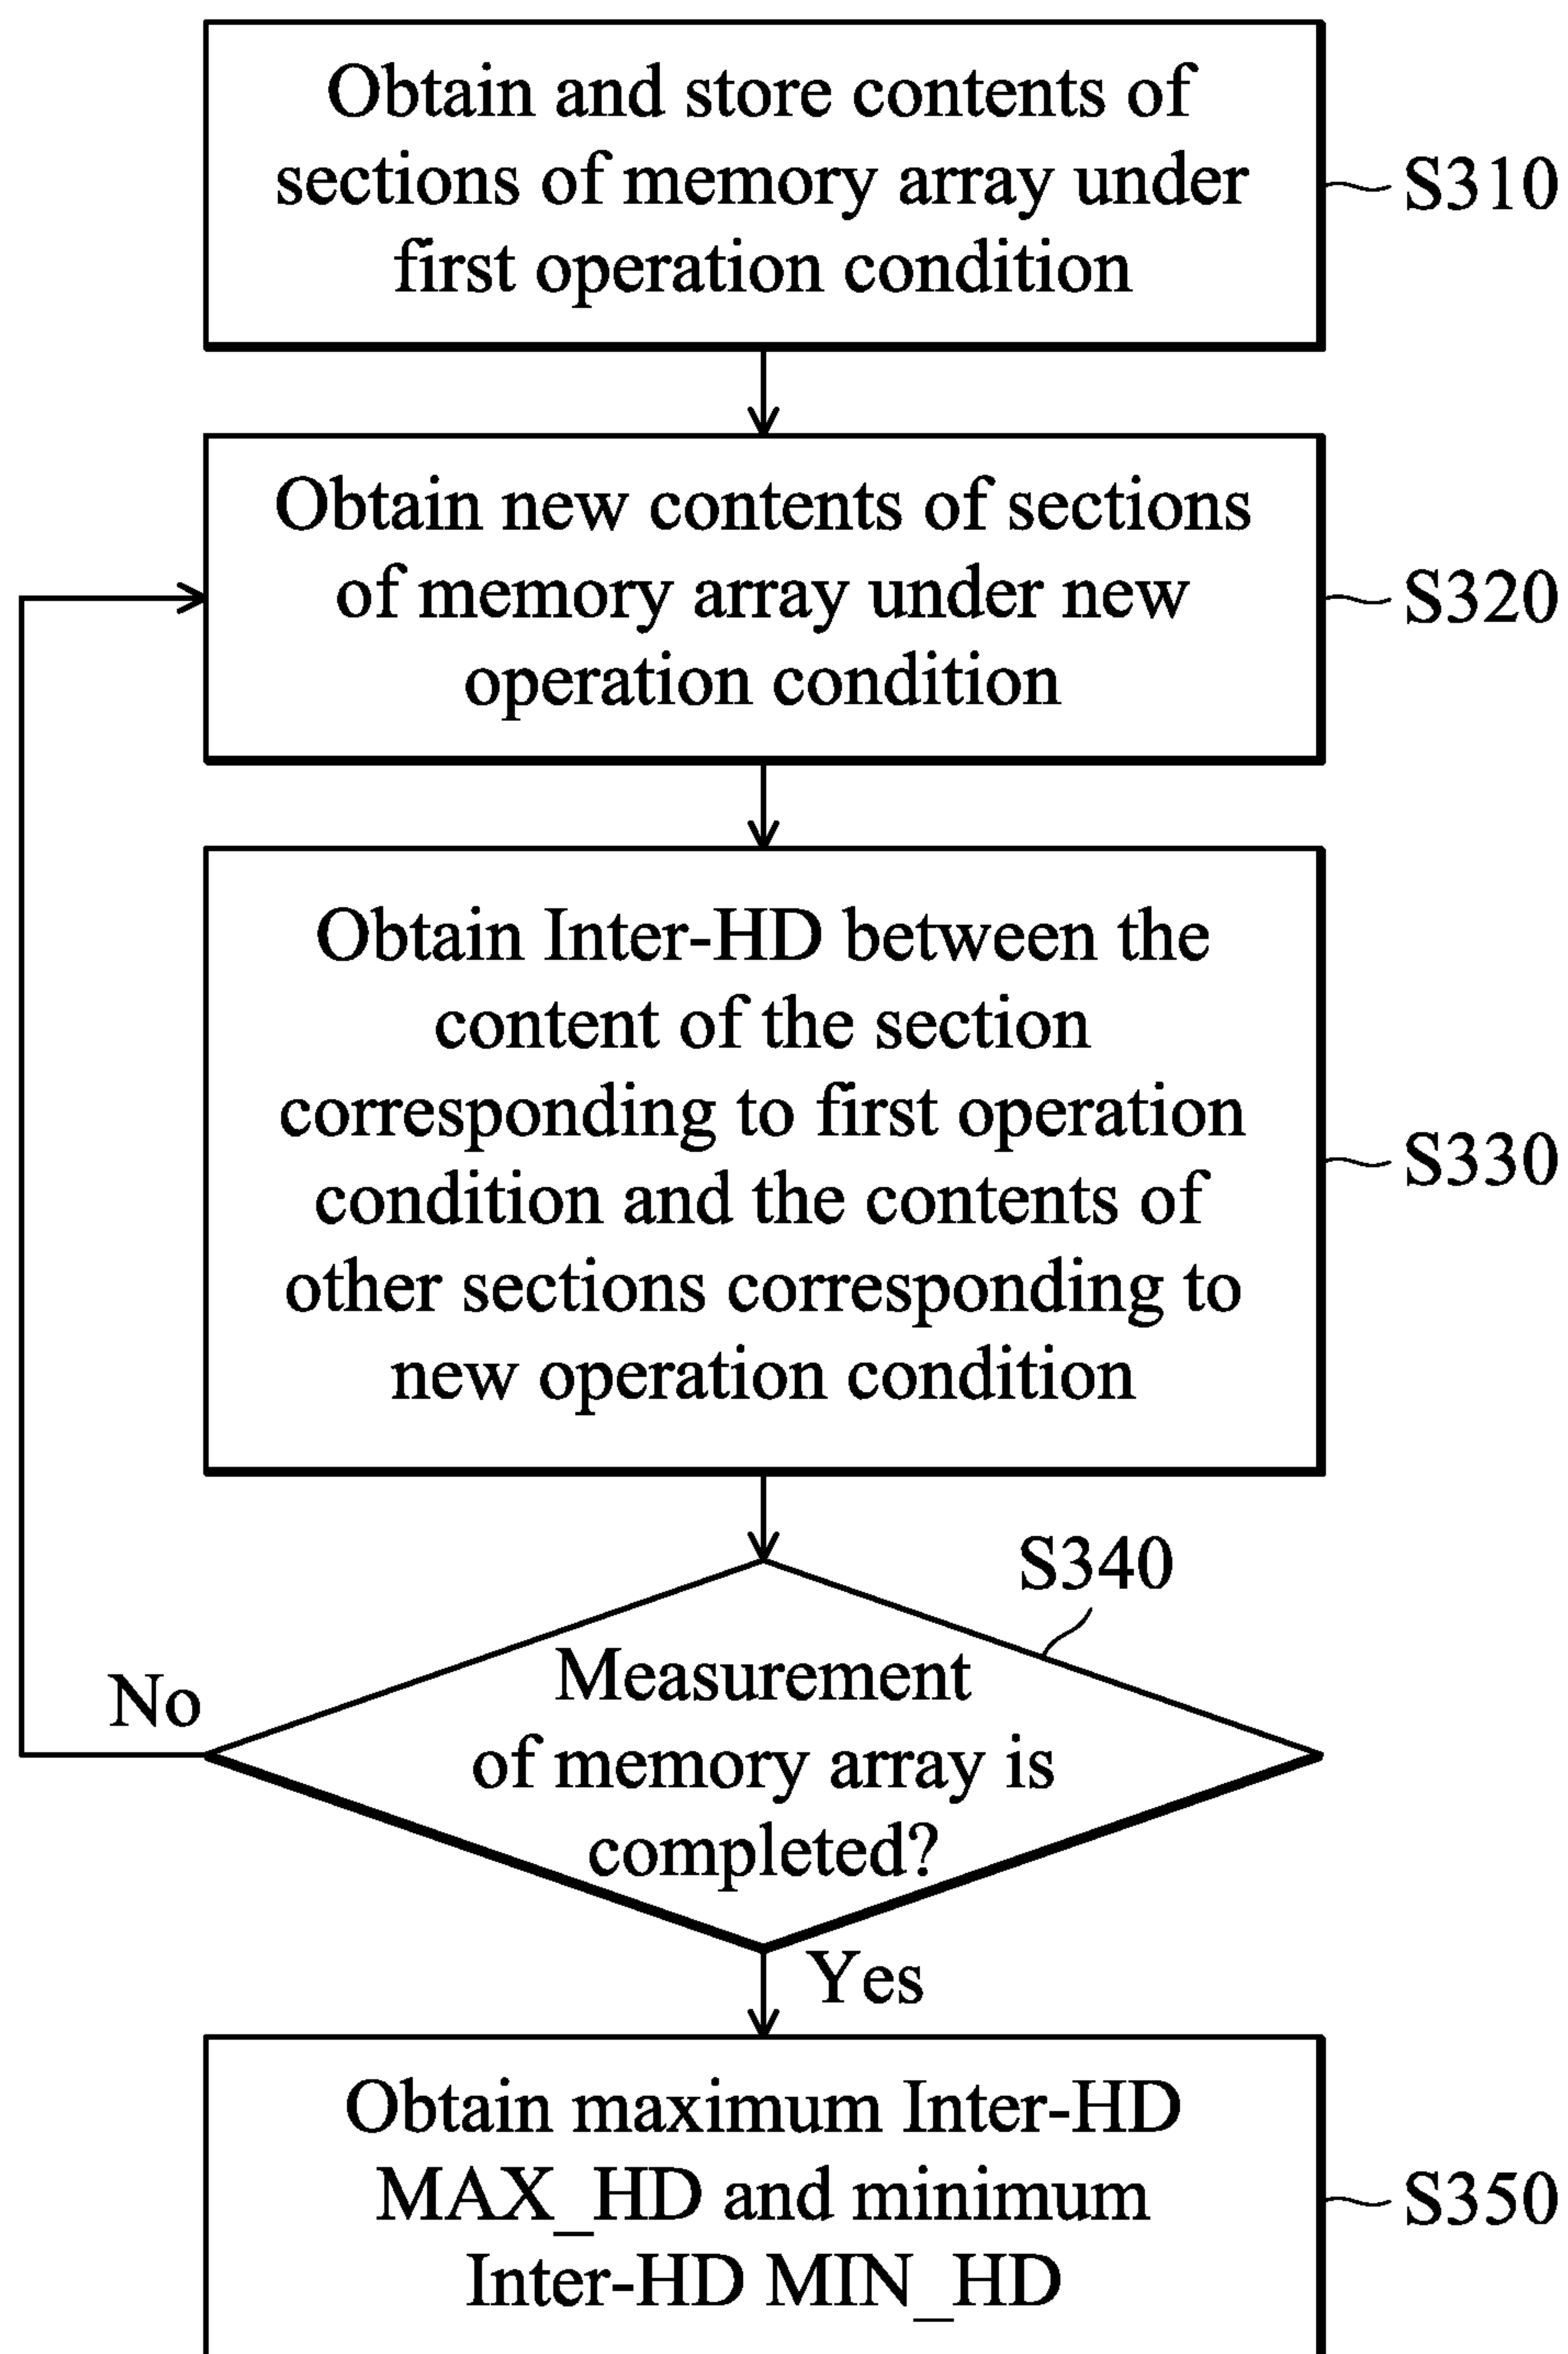 Obtain and store contents of
sections of memory array under
first operation condition
S310
Obtain new contents of sections
of memory array under new
operation condition
S320
Obtain Inter-HD between the
content of the section
corresponding to first operation
condition and the contents of
other sections corresponding to
new operation condition
S330
S340
Measurement
of memory array is
completed?
No
Yes
Obtain maximum Inter-HD
MAX_HD and minimum
Inter-HD MIN_HD
S350